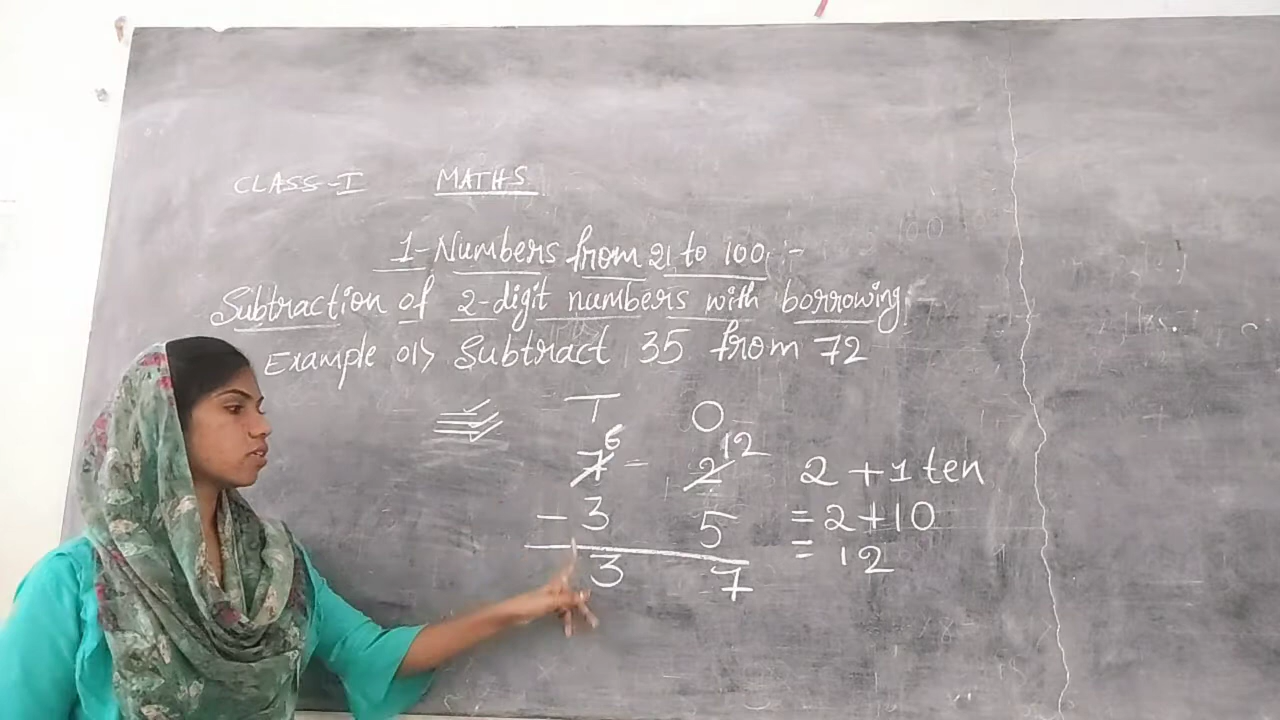 CLASS-I MATHS
1-Numbers from 21 to 100:-
Subtraction of 2-digit numbers with borrowing:-
Example 01> Subtract 35 from 72
T O
6 12
7 - 2 2 + 1 ten
- 3 5 = 2 + 10
3 7 = 12